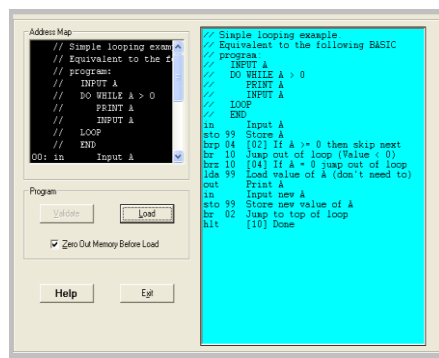 Address Map
// Simple looping examp
// Equivalent to the fo
// program:
// INPUT A
// DO WHILE A > 0
// PRINT A
// INPUT A
// LOOP
// END
00: in Input A
Program
Validate
Load
Zero Out Memory Before Load
Help
Exit
// Simple looping example.
// Equivalent to the following BASIC
// program:
// INPUT A
// DO WHILE A > 0
// PRINT A
// INPUT A
// LOOP
// END
in Input A
sto 99 Store A
brp 04 [02] If A >= 0 then skip next
br 10 Jump out of loop (Value < 0)
brz 10 [04] If A = 0 jump out of loop
lda 99 Load value of A (don't need to)
out Print A
in Input new A
sto 99 Store new value of A
br 02 Jump to top of loop
hlt [10] Done